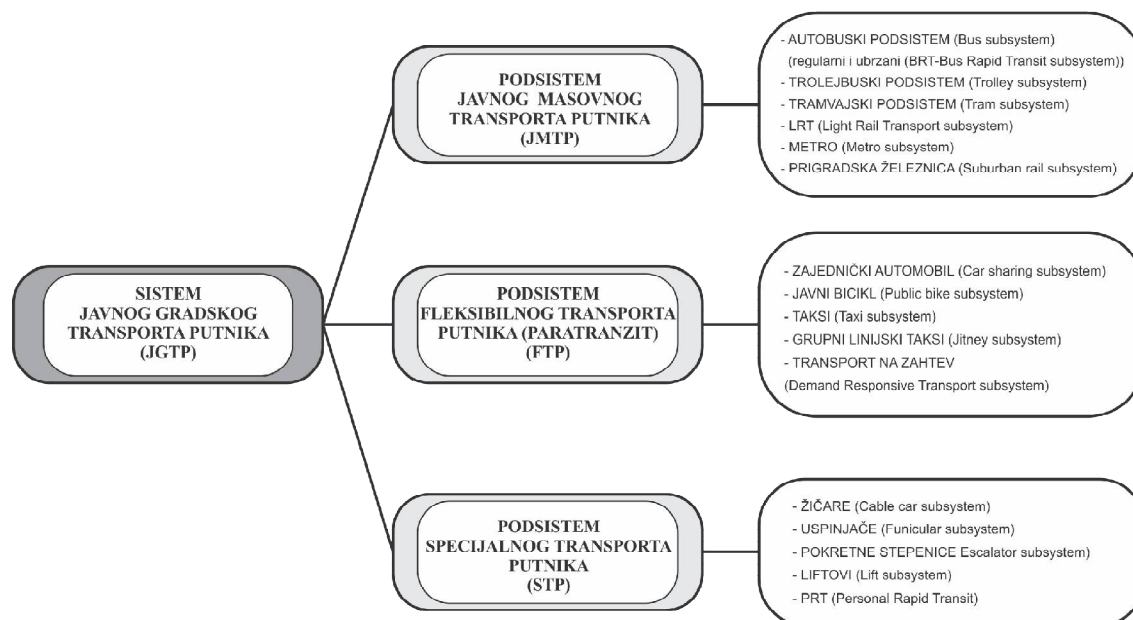 SISTEM
JAVNOG GRADSKOG
TRANSPORTA PUTNIKA
(JGTP)
PODSISTEM
JAVNOG MASOVNOG
TRANSPORTA PUTNIKA
(JMTP)
- AUTOBUSKI PODSISTEM (Bus subsystem)
(regularni i ubrzani (BRT-Bus Rapid Transit subsystem))
- TROLEJBUSKI PODSISTEM (Trolley subsystem)
- TRAMVAJSKI PODSISTEM (Tram subsystem)
- LRT (Light Rail Transport subsystem)
- METRO (Metro subsystem)
- PRIGRADSKA ŽELEZNICA (Suburban rail subsystem)
PODSISTEM
FLEKSIBILNOG TRANSPORTA
PUTNIKA (PARATRANZIT)
(FTP)
- ZAJEDNIČKI AUTOMOBIL (Car sharing subsystem)
- JAVNI BICIKL (Public bike subsystem)
- TAKSI (Taxi subsystem)
- GRUPNI LINIJSKI TAKSI (Jitney subsystem)
- TRANSPORT NA ZAHTEV
(Demand Responsive Transport subsystem)
PODSISTEM
SPECIJALNOG TRANSPORTA
PUTNIKA
(STP)
- ŽIČARE (Cable car subsystem)
- USPINJAČE (Funicular subsystem)
- POKRETNE STEPENICE Escalator subsystem)
- LIFTOVI (Lift subsystem)
- PRT (Personal Rapid Transit)